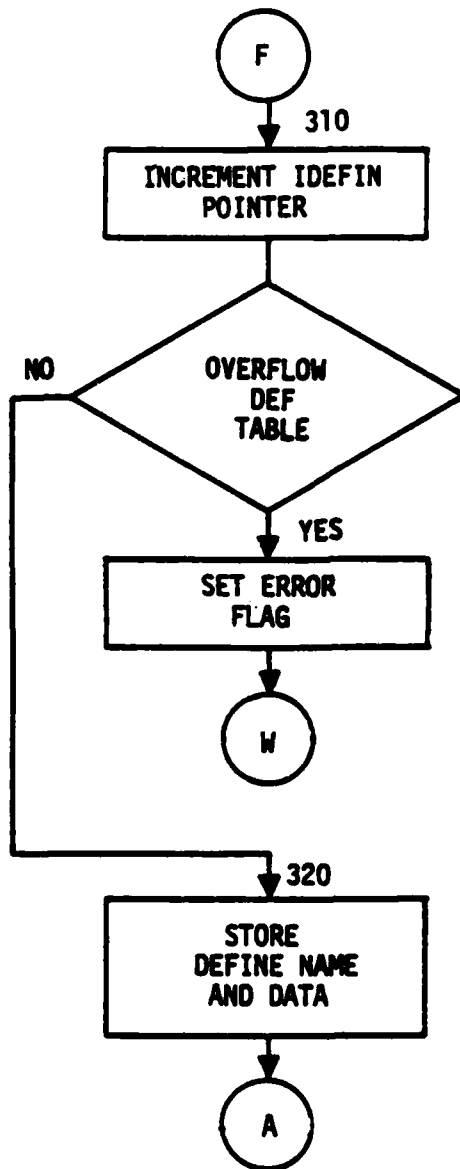 F
310
INCREMENT IDEFIN
POINTER
NO
OVERFLOW
DEF
TABLE
YES
SET ERROR
FLAG
W
320
STORE
DEFINE NAME
AND DATA
A